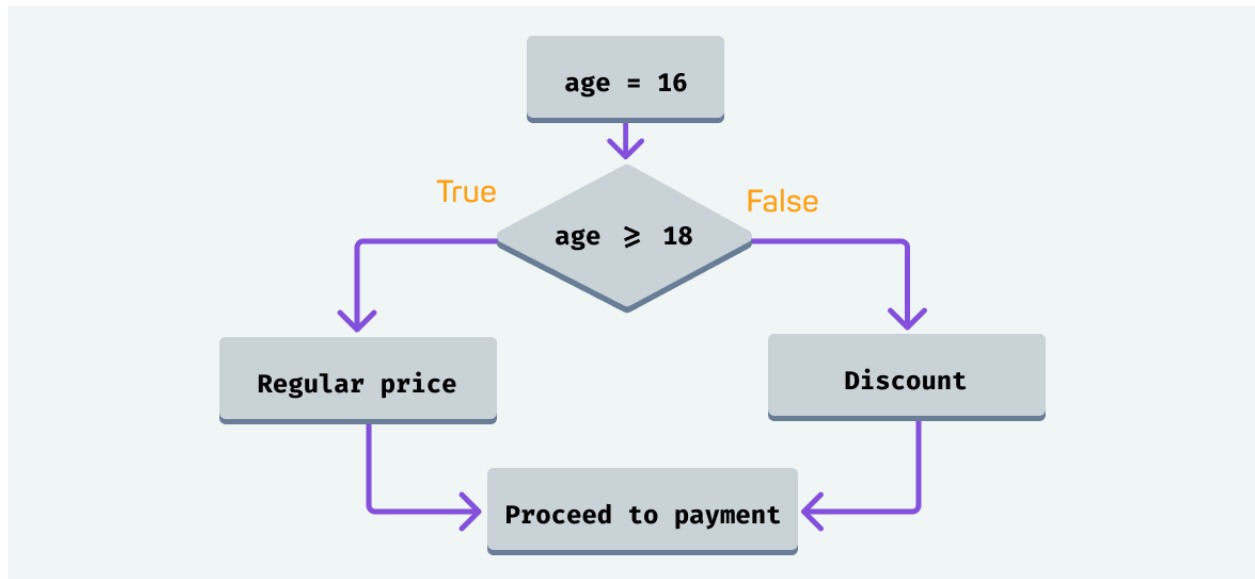 age = 16
True
False
age ⩾ 18
Regular price
Discount
Proceed to payment